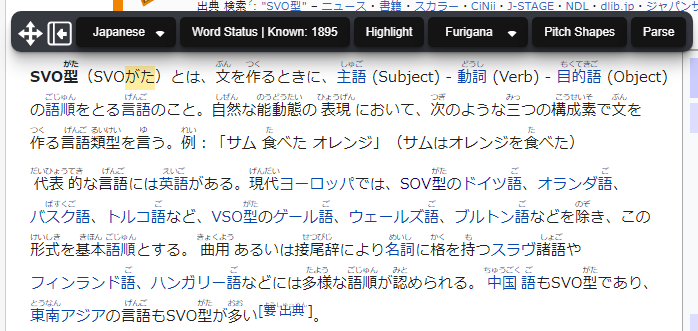 出典 検索?: "SVO型" – ニュース・書籍・スカラー・CiNii・J-STAGE・NDL・dlib.jp・ジャパンサ
Japanese
Word Status | Known: 1895
Highlight
Furigana
Pitch Shapes
Parse
SVO型（SVOがた）とは、文を作るときに、主語 (Subject) - 動詞 (Verb) - 目的語 (Object)
の語順をとる言語のこと。自然な能動態の 表現 において、次のような三つの構成素で文を
作る言語類型を言う。例：「サム 食べた オレンジ」（サムはオレンジを食べた）
代表 的な言語には英語がある。現代ヨーロッパでは、SOV型のドイツ語、オランダ語、
バスク語、トルコ語など、VSO型のゲール語、ウェールズ語、ブルトン語などを除き、この
形式を基本語順とする。 曲用 あるいは接尾辞により名詞に格を持つスラヴ諸語や
フィンランド語、ハンガリー語などには多様な語順が認められる。 中国 語もSVO型であり、
東南アジアの言語もSVO型が多い[要出典]。